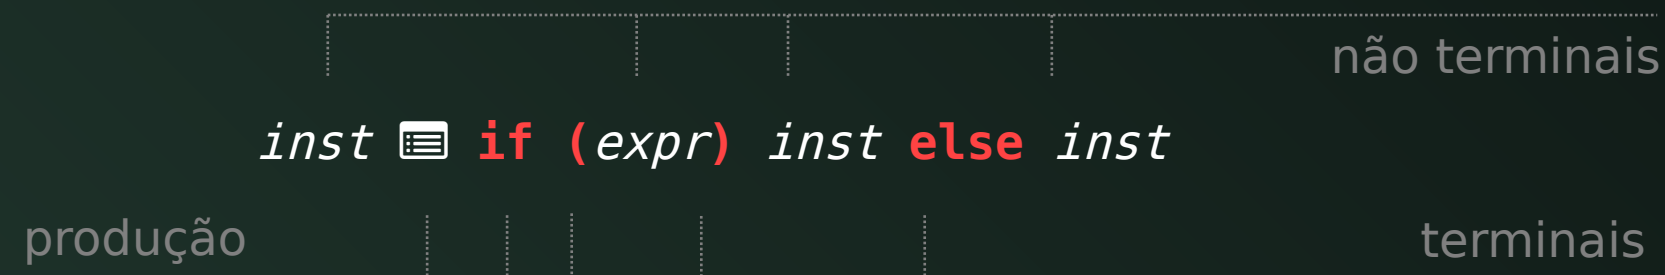 não terminais
inst if (expr) inst else inst
produção terminais